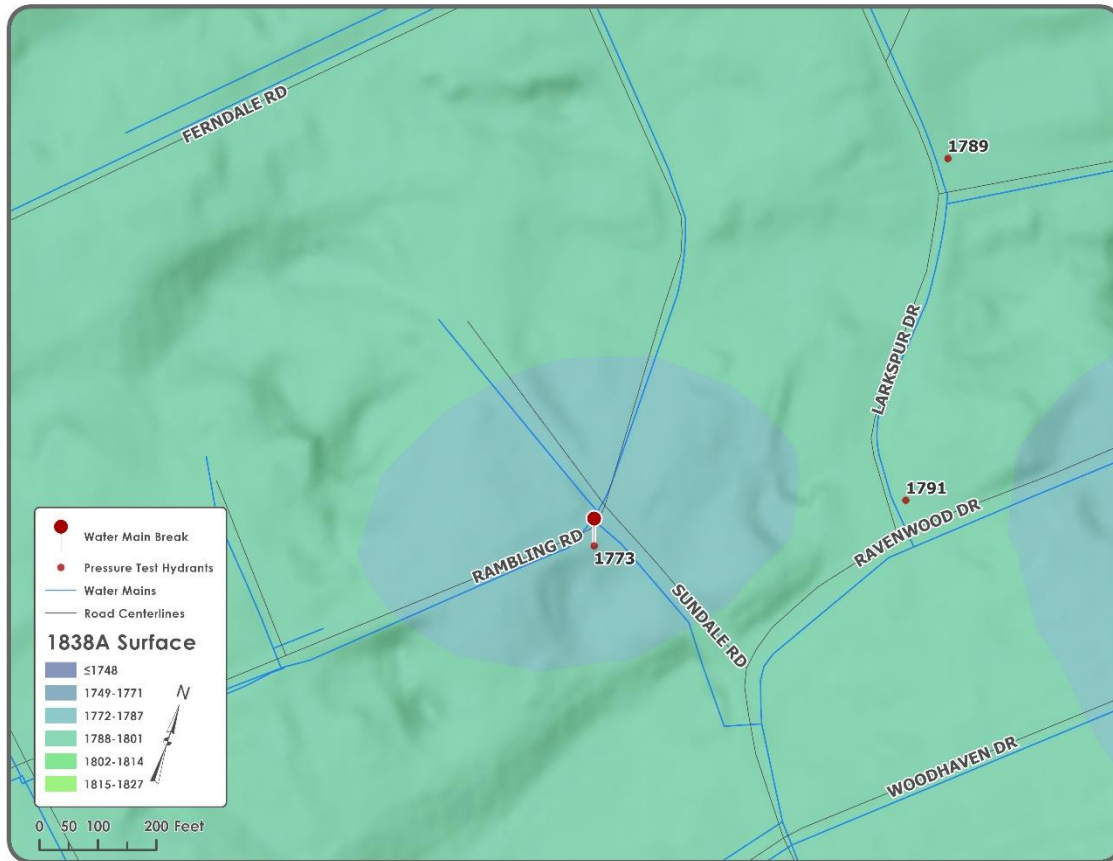 FERNDALE RD
1789
LARKSPUR DR
1791
RAVENWOOD DR
RAMBLING RD
1773
SUNDALE RD
WOODHAVEN DR
Water Main Break
Pressure Test Hydrants
Water Mains
Road Centerlines
1838A Surface
≤1748
1749-1771
1772-1787
1788-1801
1802-1814
1815-1827
N
0 50 100 200 Feet